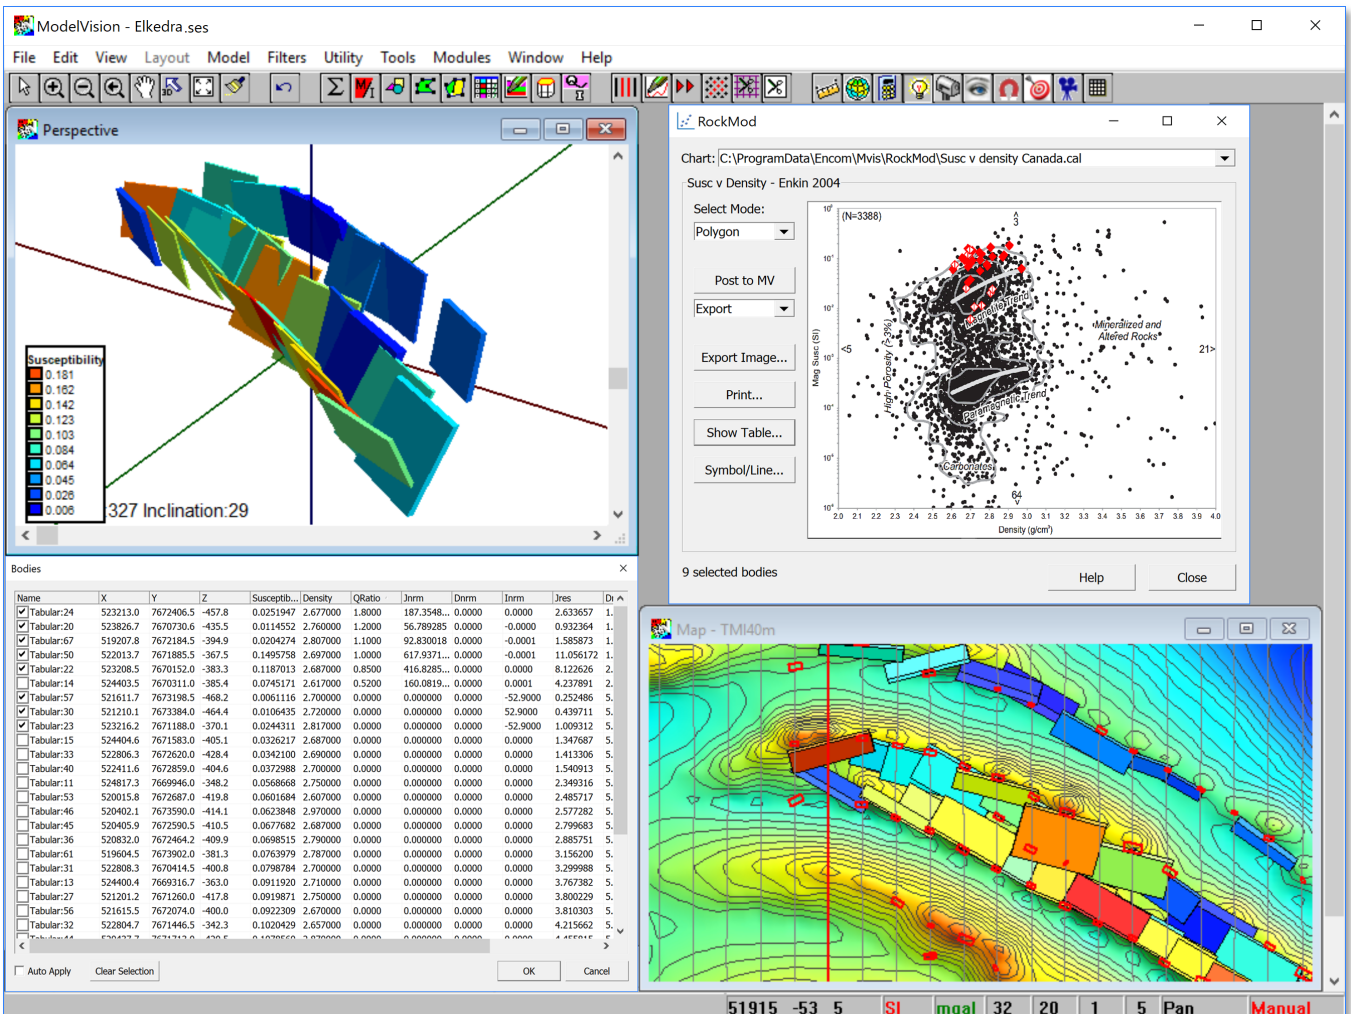 ModelVision - Elkedra.ses
File Edit View Layout Model Filters Utility Tools Modules Window Help
Perspective
Susceptibility
0.181
0.162
0.142
0.123
0.103
0.084
0.064
0.045
0.026
0.006
:327 Inclination:29
RockMod
Chart: C:\ProgramData\Encom\Mvis\RockMod\Susc v density Canada.cal
Susc v Density - Enkin 2004
Select Mode:
Polygon
Post to MV
Export
Export Image...
Print...
Show Table...
Symbol/Line...
(N=3388)
3
Magnetic Trend
Mineralized and
Altered Rocks
<5
21>
High Porosity (>3%)
Mag Susc (SI)
Paramagnetic Trend
Carbonates
64
2.0 2.1 2.2 2.3 2.4 2.5 2.6 2.7 2.8 2.9 3.0 3.1 3.2 3.3 3.4 3.5 3.6 3.7 3.8 3.9 4.0
Density (g/cm³)
9 selected bodies
Help Close
Bodies
Name X Y Z Susceptib... Density QRatio Jnrm Dnrm Inrm Jres
Tabular:24 523213.0 7672406.5 -457.8 0.0251947 2.677000 1.8000 187.3548... 0.0000 0.0000 2.633657 1.
Tabular:20 523826.7 7670730.6 -435.5 0.0114552 2.760000 1.2000 56.789285 0.0000 -0.0000 0.932364 1.
Tabular:67 519207.8 7672184.5 -394.9 0.0204274 2.807000 1.1000 92.830018 0.0000 -0.0001 1.585873 1.
Tabular:50 522013.7 7671885.5 -367.5 0.1495758 2.697000 1.0000 617.9371... 0.0000 -0.0001 11.056172 1.
Tabular:22 523208.5 7670152.0 -383.3 0.1187013 2.687000 0.8500 416.8285... 0.0000 0.0000 8.122626 2.
Tabular:14 524403.5 7670311.0 -385.4 0.0745171 2.617000 0.5200 160.0819... 0.0000 0.0001 4.237891 2.
Tabular:57 521611.7 7673198.5 -468.2 0.0061116 2.700000 0.0000 0.000000 0.0000 -52.9000 0.252486 5.
Tabular:30 521210.1 7673384.0 -464.4 0.0106435 2.720000 0.0000 0.000000 0.0000 52.9000 0.439711 5.
Tabular:23 523216.2 7671188.0 -370.1 0.0244311 2.817000 0.0000 0.000000 0.0000 -52.9000 1.009312 5.
Tabular:15 524404.6 7671583.0 -405.1 0.0326217 2.687000 0.0000 0.000000 0.0000 0.0000 1.347687 5.
Tabular:33 522806.3 7672620.0 -428.4 0.0342100 2.690000 0.0000 0.000000 0.0000 0.0000 1.413306 5.
Tabular:40 522411.6 7672859.0 -404.6 0.0372988 2.700000 0.0000 0.000000 0.0000 0.0000 1.540913 5.
Tabular:11 524817.3 7669946.0 -348.2 0.0568668 2.750000 0.0000 0.000000 0.0000 0.0000 2.349316 5.
Tabular:53 520015.8 7672687.0 -419.8 0.0601684 2.607000 0.0000 0.000000 0.0000 0.0000 2.485717 5.
Tabular:46 520402.1 7673590.0 -414.1 0.0623848 2.970000 0.0000 0.000000 0.0000 0.0000 2.577282 5.
Tabular:45 520405.9 7672590.5 -410.5 0.0677682 2.687000 0.0000 0.000000 0.0000 0.0000 2.799683 5.
Tabular:36 520832.0 7672464.2 -409.9 0.0698515 2.790000 0.0000 0.000000 0.0000 0.0000 2.885751 5.
Tabular:61 519604.5 7673902.0 -381.3 0.0763979 2.787000 0.0000 0.000000 0.0000 0.0000 3.156200 5.
Tabular:31 522808.3 7670414.5 -400.8 0.0798784 2.850000 0.0000 0.000000 0.0000 0.0000 3.299988 5.
Tabular:13 524400.4 7669316.7 -363.0 0.0911920 2.710000 0.0000 0.000000 0.0000 0.0000 3.767382 5.
Tabular:27 521201.2 7671260.0 -417.8 0.0919871 2.750000 0.0000 0.000000 0.0000 0.0000 3.800229 5.
Tabular:56 521615.5 7672074.0 -400.0 0.0922309 2.670000 0.0000 0.000000 0.0000 0.0000 3.810303 5.
Tabular:32 522804.7 7671446.5 -342.3 0.1020429 2.657000 0.0000 0.000000 0.0000 0.0000 4.215662 5.
Auto Apply Clear Selection OK Cancel
Map - TMI40m
51915 -53 5 SI mgal 32 20 1 5 Pan Manual